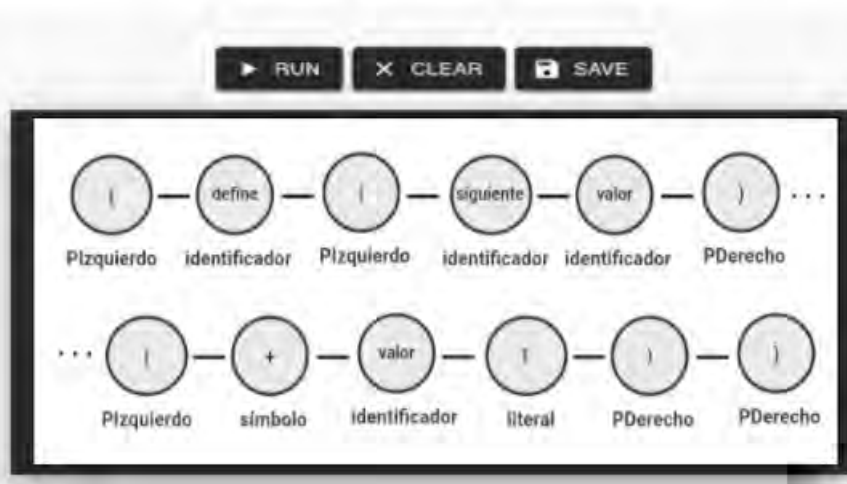 RUN CLEAR SAVE
( define ( siguiente valor ) ...
PIzquierdo identificador PIzquierdo identificador identificador PDerecho
... ( + valor 1 ) )
PIzquierdo símbolo identificador literal PDerecho PDerecho